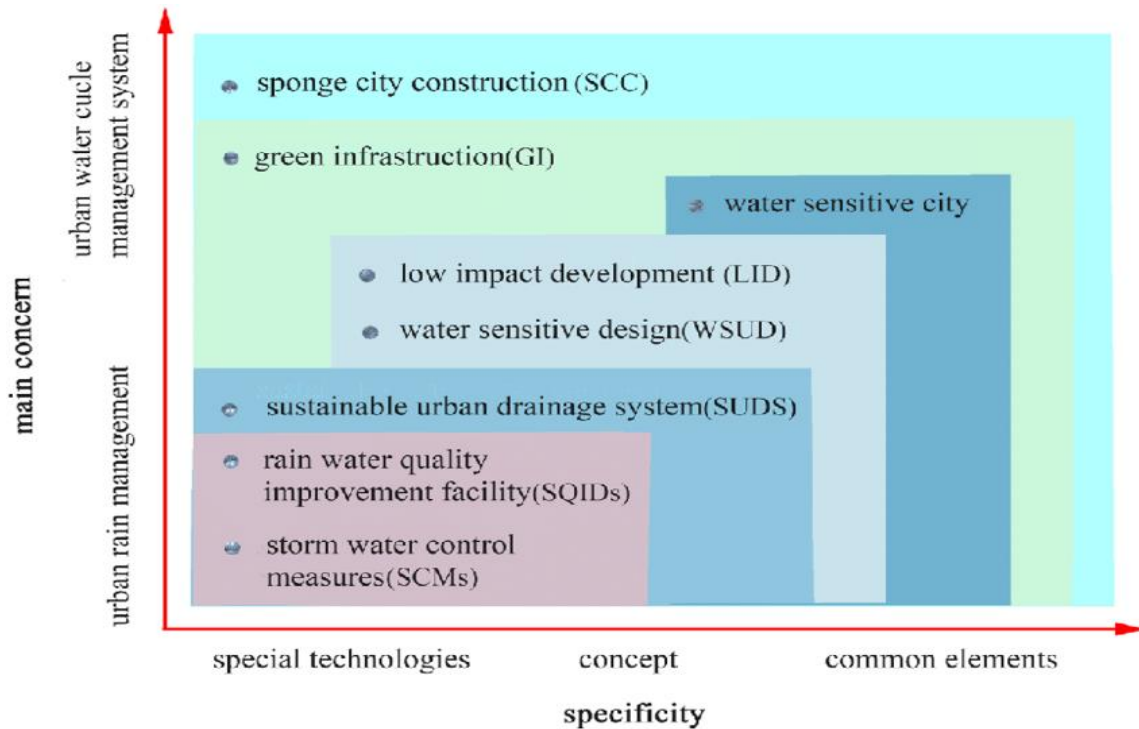 main concern
urban water cucle
management system
urban rain management
sponge city construction (SCC)
green infrastruction(GI)
water sensitive city
low impact development (LID)
water sensitive design(WSUD)
sustainable urban drainage system(SUDS)
rain water quality
improvement facility(SQIDs)
storm water control
measures(SCMs)
special technologies
concept
common elements
specificity